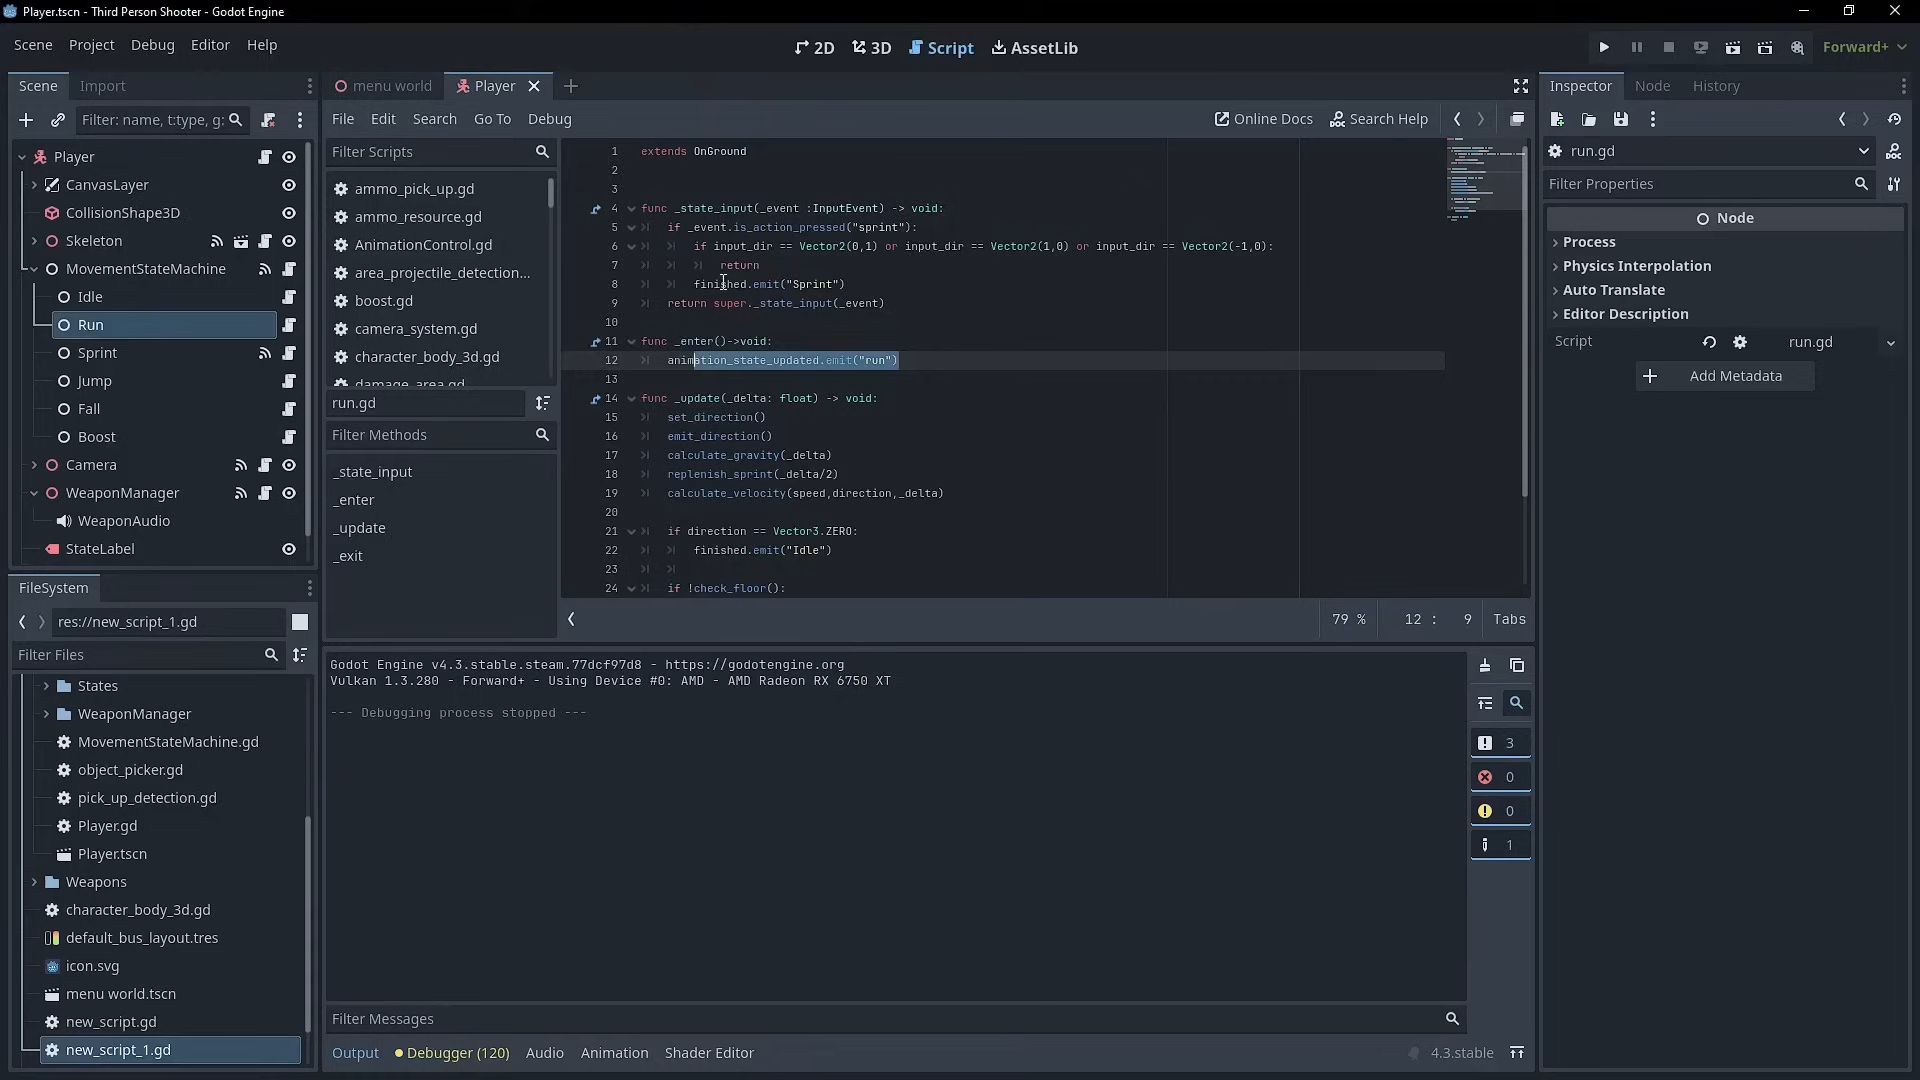 Player.tscn - Third Person Shooter - Godot Engine
Scene Project Debug Editor Help
2D 3D Script AssetLib
Forward+
Scene Import
Filter: name, t:type, g:
Player
CanvasLayer
CollisionShape3D
Skeleton
MovementStateMachine
Idle
Run
Sprint
Jump
Fall
Boost
Camera
WeaponManager
WeaponAudio
StateLabel
FileSystem
res://new_script_1.gd
Filter Files
States
WeaponManager
MovementStateMachine.gd
object_picker.gd
pick_up_detection.gd
Player.gd
Player.tscn
Weapons
character_body_3d.gd
default_bus_layout.tres
icon.svg
menu world.tscn
new_script.gd
new_script_1.gd
menu world Player
File Edit Search Go To Debug
Online Docs Search Help
Filter Scripts
ammo_pick_up.gd
ammo_resource.gd
AnimationControl.gd
area_projectile_detection...
boost.gd
camera_system.gd
character_body_3d.gd
damage_area.gd
run.gd
Filter Methods
_state_input
_enter
_update
_exit
1 extends OnGround
2
3
4 func _state_input(_event :InputEvent) -> void:
5 if _event.is_action_pressed("sprint"):
6 if input_dir == Vector2(0,1) or input_dir == Vector2(1,0) or input_dir == Vector2(-1,0):
7 return
8 finished.emit("Sprint")
9 return super._state_input(_event)
10
11 func _enter()->void:
12 animation_state_updated.emit("run")
13
14 func _update(_delta: float) -> void:
15 set_direction()
16 emit_direction()
17 calculate_gravity(_delta)
18 replenish_sprint(_delta/2)
19 calculate_velocity(speed,direction,_delta)
20
21 if direction == Vector3.ZERO:
22 finished.emit("Idle")
23
24 if !check_floor():
79 % 12 : 9 Tabs
Godot Engine v4.3.stable.steam.77dcf97d8 - https://godotengine.org
Vulkan 1.3.280 - Forward+ - Using Device #0: AMD - AMD Radeon RX 6750 XT
--- Debugging process stopped ---
3
0
0
1
Filter Messages
Output Debugger (120) Audio Animation Shader Editor
4.3.stable
Inspector Node History
run.gd
Filter Properties
Node
Process
Physics Interpolation
Auto Translate
Editor Description
Script run.gd
Add Metadata